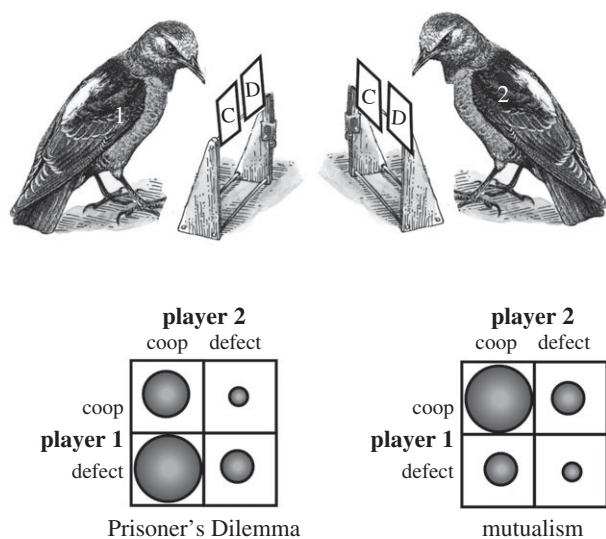 1
C D
C D
2
player 2
coop defect
coop
player 1
defect
Prisoner's Dilemma
player 2
coop defect
coop
player 1
defect
mutualism